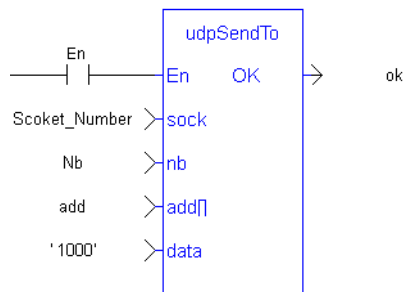 udpSendTo
En
En OK ok
Scoket_Number sock
Nb nb
add add[]
'1000' data